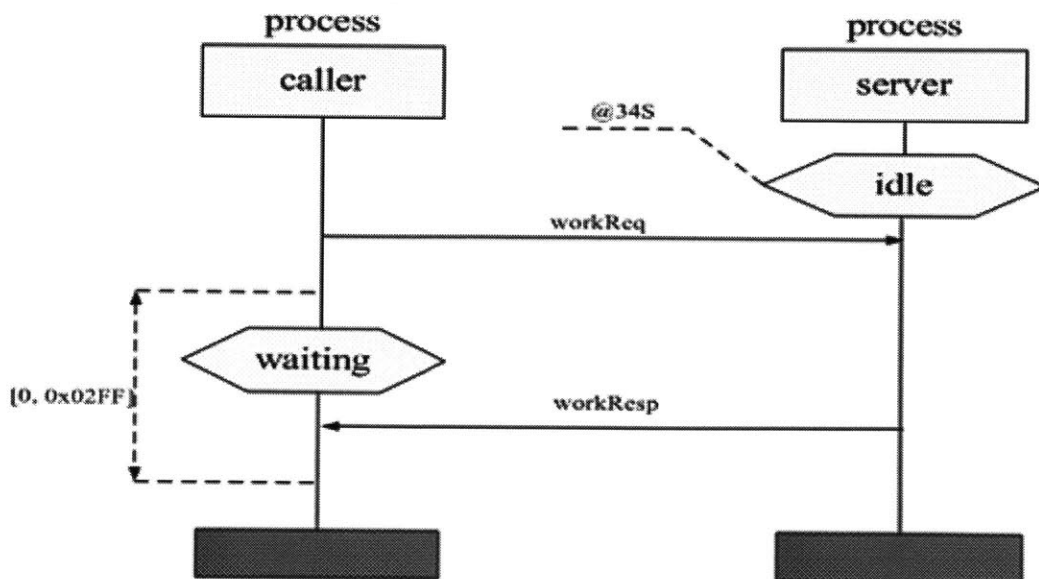 process
process
caller
server
@34S
idle
workReq
waiting
[0, 0x02FF]
workResp